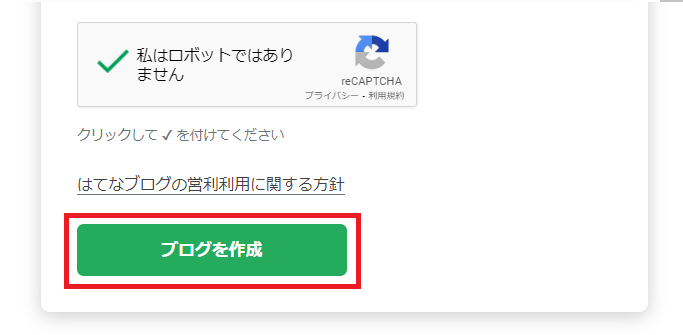 私はロボットではあり
ません
reCAPTCHA
プライバシー - 利用規約
クリックして ✓ を付けてください
はてなブログの営利利用に関する方針
ブログを作成